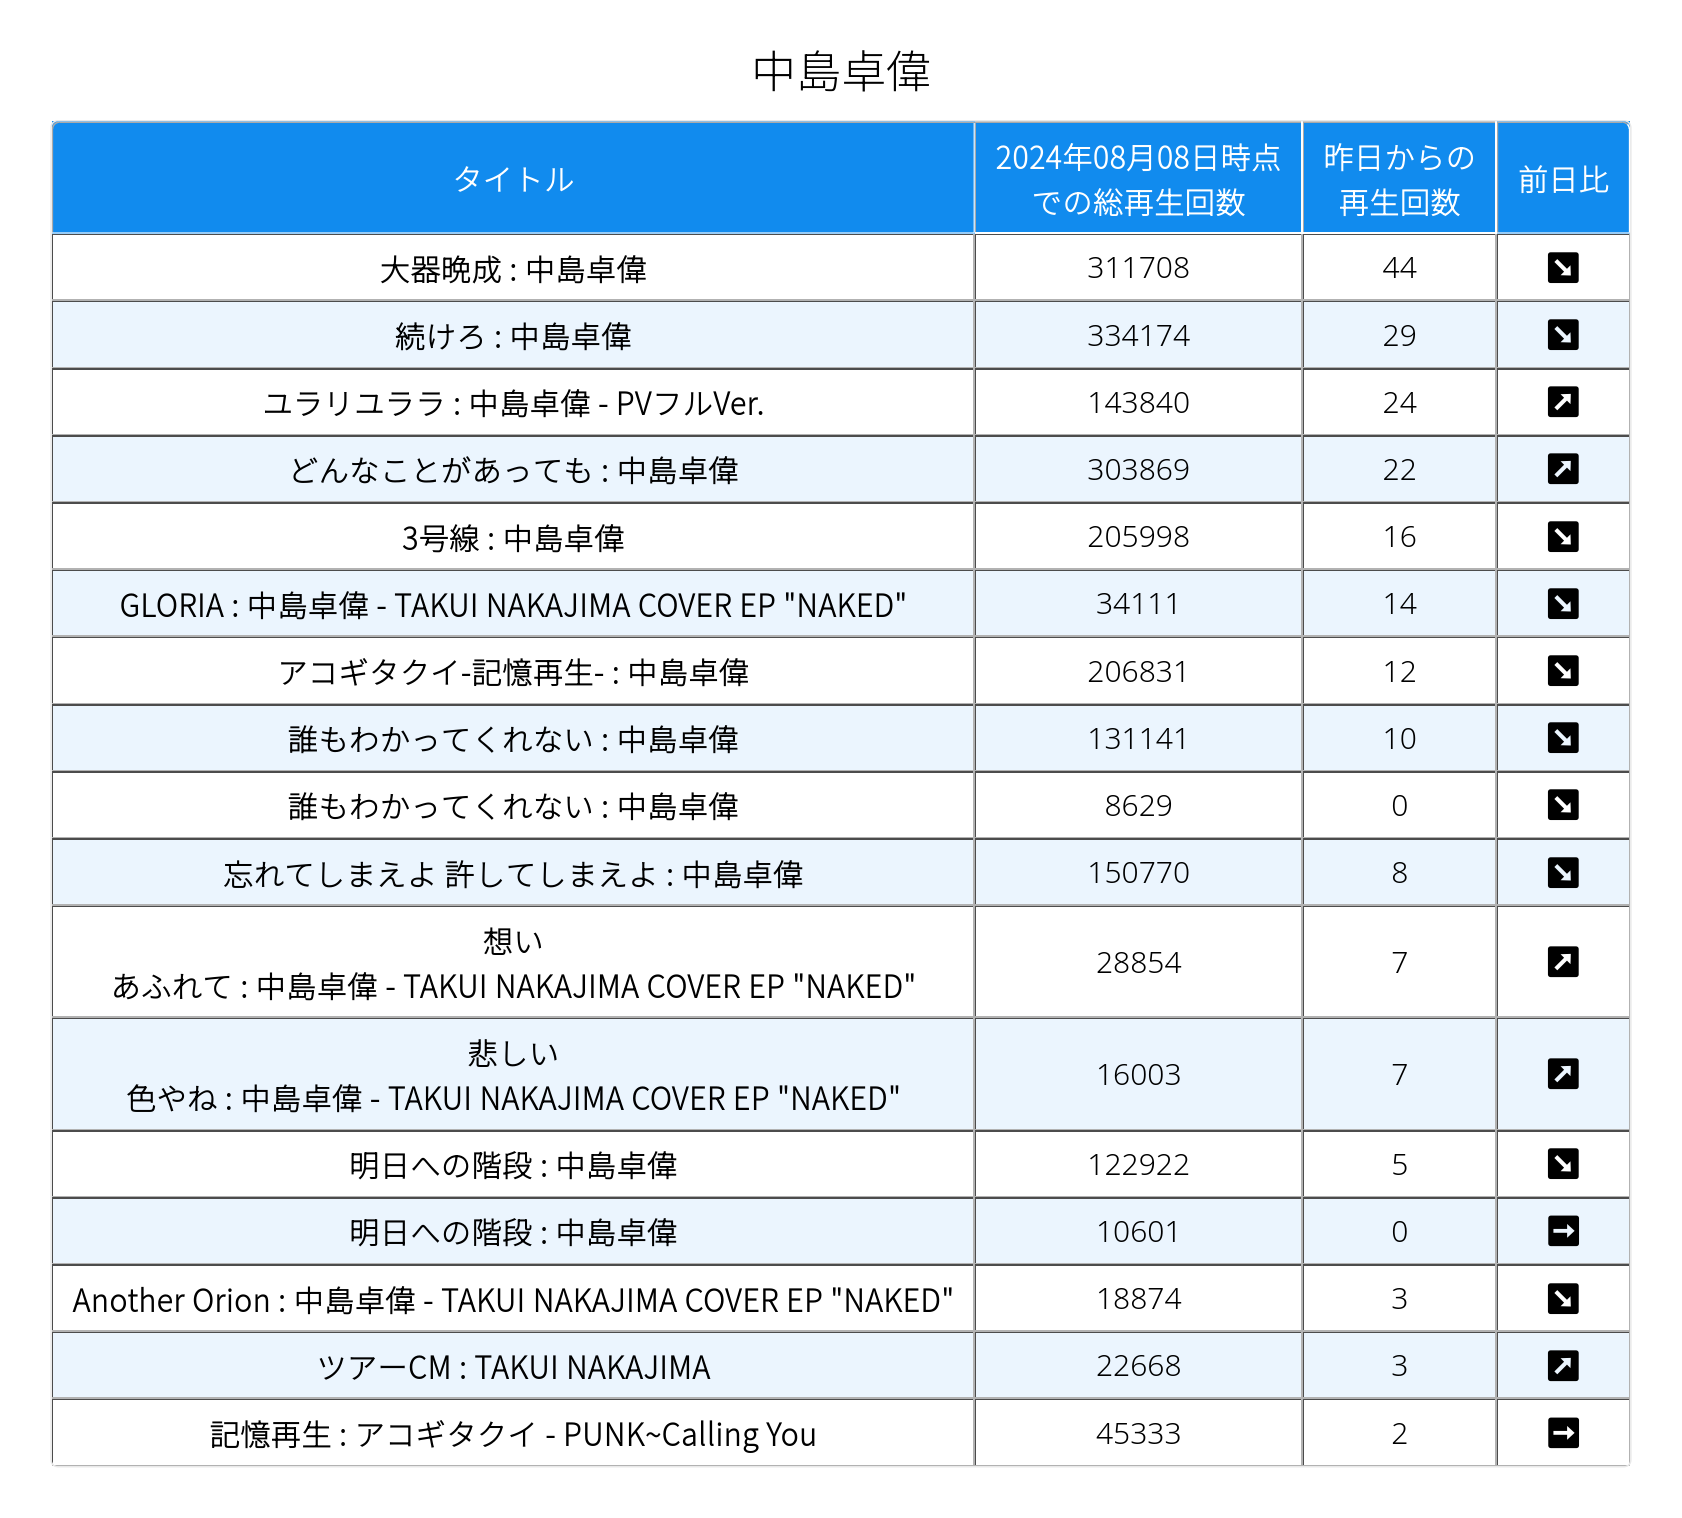 中島卓偉
タイトル 2024年08月08日時点での総再生回数 昨日からの再生回数 前日比
大器晩成 : 中島卓偉 311708 44 ↘
続けろ : 中島卓偉 334174 29 ↘
ユラリユララ : 中島卓偉 - PVフルVer. 143840 24 ↗
どんなことがあっても : 中島卓偉 303869 22 ↗
3号線 : 中島卓偉 205998 16 ↘
GLORIA : 中島卓偉 - TAKUI NAKAJIMA COVER EP "NAKED" 34111 14 ↘
アコギタクイ-記憶再生- : 中島卓偉 206831 12 ↘
誰もわかってくれない : 中島卓偉 131141 10 ↘
誰もわかってくれない : 中島卓偉 8629 0 ↘
忘れてしまえよ 許してしまえよ : 中島卓偉 150770 8 ↘
想い
あふれて : 中島卓偉 - TAKUI NAKAJIMA COVER EP "NAKED" 28854 7 ↗
悲しい
色やね : 中島卓偉 - TAKUI NAKAJIMA COVER EP "NAKED" 16003 7 ↗
明日への階段 : 中島卓偉 122922 5 ↘
明日への階段 : 中島卓偉 10601 0 →
Another Orion : 中島卓偉 - TAKUI NAKAJIMA COVER EP "NAKED" 18874 3 ↘
ツアーCM : TAKUI NAKAJIMA 22668 3 ↗
記憶再生 : アコギタクイ - PUNK~Calling You 45333 2 →